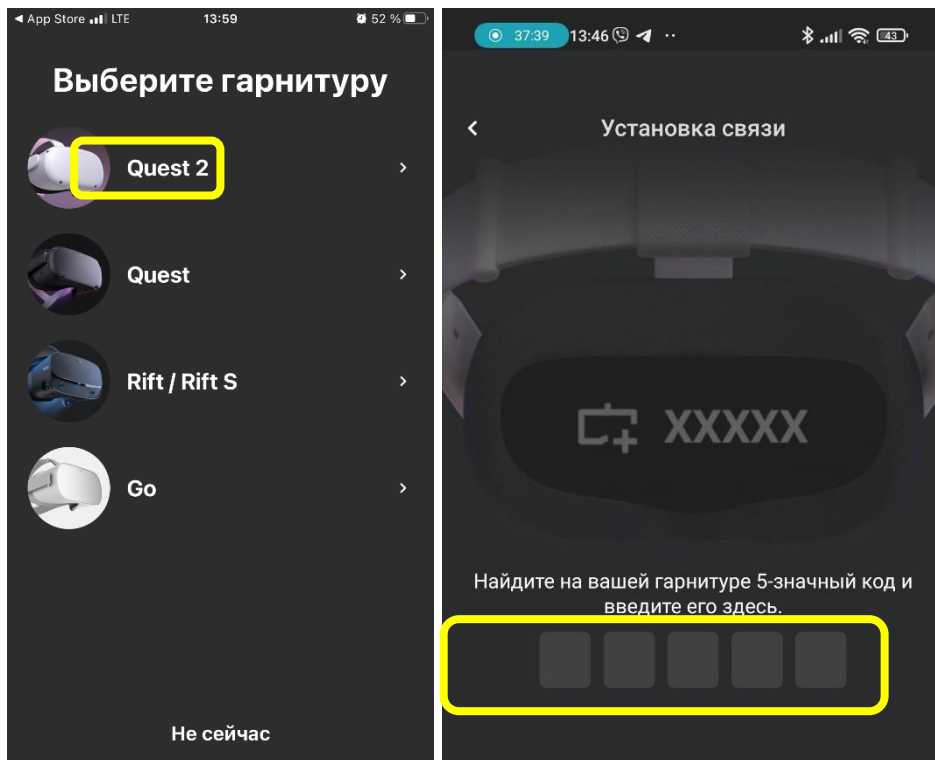 App Store LTE 13:59 52 %
Выберите гарнитуру
Quest 2
Quest
Rift / Rift S
Go
Не сейчас
37:39 13:46 43
Установка связи
XXXXX
Найдите на вашей гарнитуре 5-значный код и
введите его здесь.